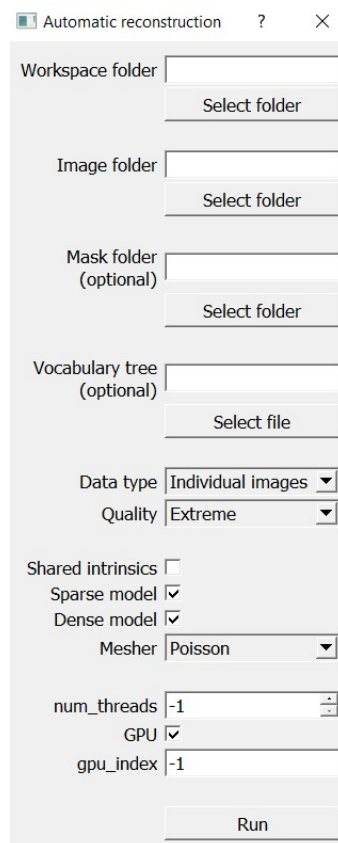 Automatic reconstruction ?
Workspace folder
Select folder
Image folder
Select folder
Mask folder
(optional)
Select folder
Vocabulary tree
(optional)
Select file
Data type Individual images
Quality Extreme
Shared intrinsics
Sparse model
Dense model
Mesher Poisson
num_threads -1
GPU
gpu_index -1
Run